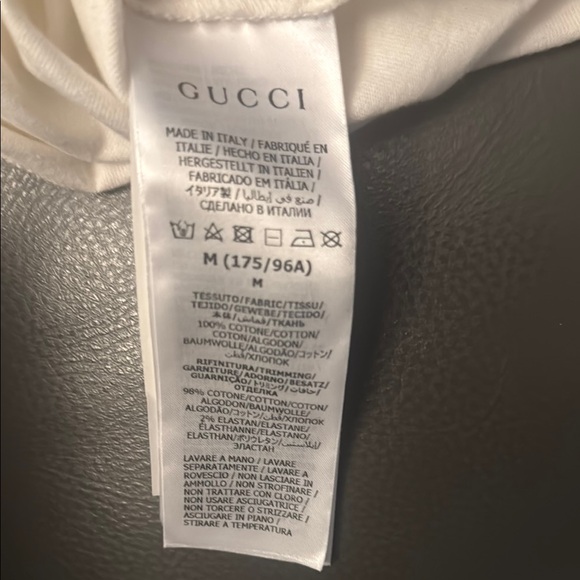 GUCCI
MADE IN ITALY / FABRIQUÉ EN
ITALIE / HECHO EN ITALIA /
HERGESTELLT IN ITALIEN /
FABRICADO EM ITÁLIA /
イタリア製 / صنع في إيطاليا /
СДЕЛАНО В ИТАЛИИ
M (175/96A)
M
TESSUTO/FABRIC/TISSU/
TEJIDO/GEWEBE/TECIDO/
本体/قماش/ТКАНЬ
100% COTONE/COTTON/
COTON/ALGODON/
BAUMWOLLE/ALGODÃO/コットン/
قطن/ХЛОПОК
RIFINITURA/TRIMMING/
GARNITURE/ADORNO/BESATZ/
GUARNIÇÃO/トリミング/حافات/
ОТДЕЛКА
98% COTONE/COTTON/COTON/
ALGODON/BAUMWOLLE/
ALGODÃO/コットン/قطن/ХЛОПОК
2% ELASTAN/ELASTANE/
ÉLASTHANNE/ELASTANO/
ELASTHAN/ポリウレタン/إيلاستين/
ЭЛАСТАН
LAVARE A MANO / LAVARE
SEPARATAMENTE / LAVARE A
ROVESCIO / NON LASCIARE IN
AMMOLLO / NON STROFINARE /
NON TRATTARE CON CLORO /
NON USARE ASCIUGATRICE /
NON TORCERE O STRIZZARE /
ASCIUGARE IN PIANO /
STIRARE A TEMPERATURA